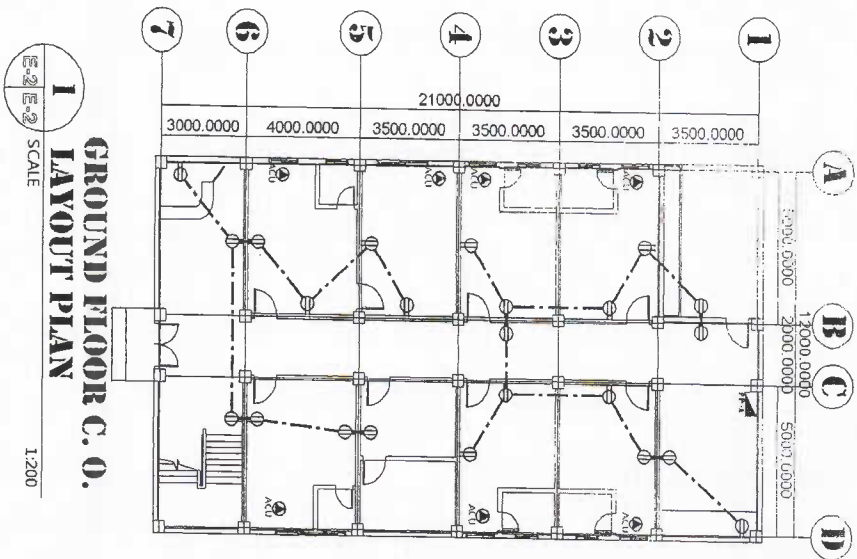 7
6
5
4
3
2
1
21000.0000
3000.0000
4000.0000
3500.0000
3500.0000
3500.0000
3500.0000
A
B
C
D
12000.0000
2000.0000
5000.0000
ACU
ACU
ACU
ACU
ACU
ACU
ACU
1
E-2 E-2
GROUND FLOOR C. O.
LAYOUT PLAN
SCALE
1:200